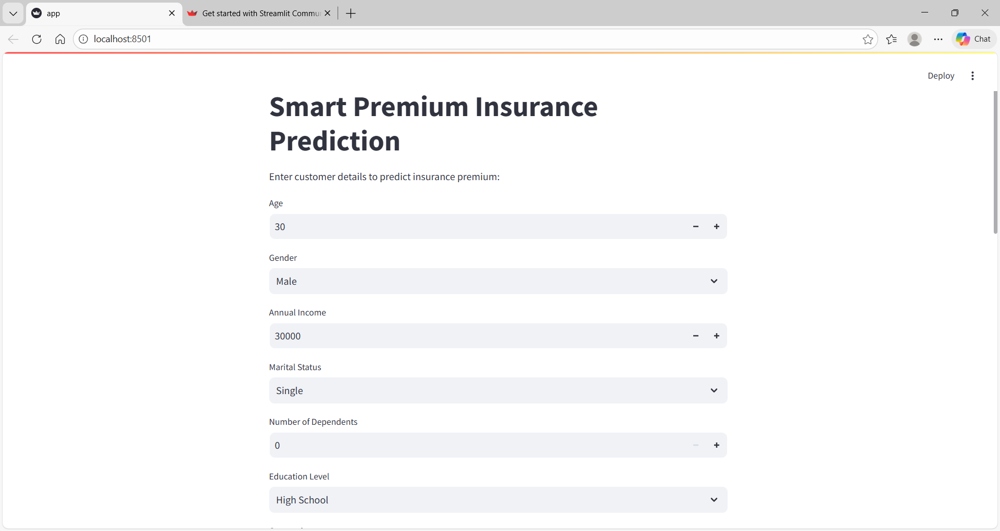 app
Get started with Streamlit Commu
localhost:8501
Chat
Deploy
Smart Premium Insurance
Prediction
Enter customer details to predict insurance premium:
Age
30
Gender
Male
Annual Income
30000
Marital Status
Single
Number of Dependents
0
Education Level
High School